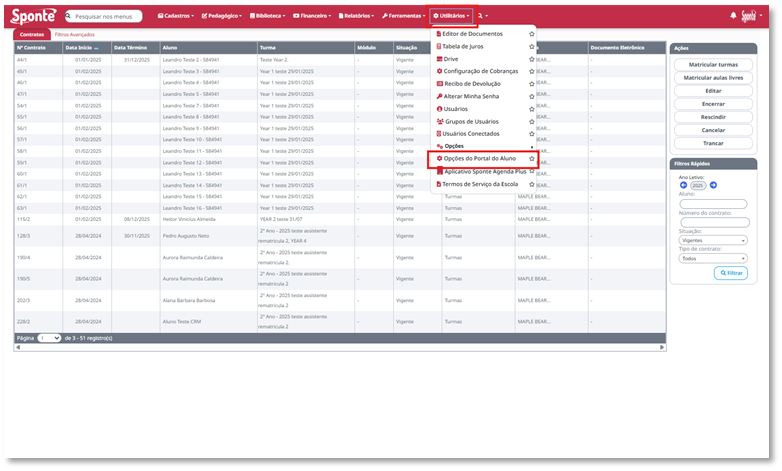 Sponte
Pesquisar nos menus
Cadastros
Pedagógico
Biblioteca
Financeiro
Relatórios
Ferramentas
Utilitários
Contratos
Filtros Avançados
Nº Contrato Data Início Data Término Aluno Turma Módulo Situação Documento Eletrônico
44/1 01/01/2025 31/12/2025 Leandro Teste 2 - 584941 Teste Year 2. - Vigente BEAR... -
45/1 01/02/2025 Leandro Teste 3 - 584941 Year 1 teste 29/01/2025 - Vigente BEAR... -
46/1 01/02/2025 Leandro Teste 4 - 584941 Year 1 teste 29/01/2025 - Vigente BEAR... -
47/1 01/02/2025 Leandro Teste 5 - 584941 Year 1 teste 29/01/2025 - Vigente BEAR... -
54/1 01/02/2025 Leandro Teste 7 - 584941 Year 1 teste 29/01/2025 - Vigente BEAR... -
55/1 01/02/2025 Leandro Teste 8 - 584941 Year 1 teste 29/01/2025 - Vigente BEAR... -
56/1 01/02/2025 Leandro Teste 9 - 584941 Year 1 teste 29/01/2025 - Vigente BEAR... -
57/1 01/02/2025 Leandro Teste 10 - 584941 Year 1 teste 29/01/2025 - Vigente BEAR... -
58/1 01/02/2025 Leandro Teste 11 - 584941 Year 1 teste 29/01/2025 - Vigente BEAR... -
59/1 01/02/2025 Leandro Teste 12 - 584941 Year 1 teste 29/01/2025 - Vigente BEAR... -
60/1 01/02/2025 Leandro Teste 13 - 584941 Year 1 teste 29/01/2025 - Vigente BEAR... -
61/1 01/02/2025 Leandro Teste 14 - 584941 Year 1 teste 29/01/2025 - Vigente BEAR... -
62/1 01/02/2025 Leandro Teste 15 - 584941 Year 1 teste 29/01/2025 - Vigente Turmas MAPLE BEAR... -
63/1 01/02/2025 Leandro Teste 16 - 584941 Year 1 teste 29/01/2025 - Vigente Turmas MAPLE BEAR... -
115/2 01/02/2025 08/12/2025 Heitor Vinicius Almeida YEAR 2 tesse 31/07 - Vigente Turmas MAPLE BEAR... -
128/3 28/04/2024 30/11/2025 Pedro Augusto Neto 2° Ano - 2025 teste assistente rematrícula 2, YEAR 4 - Vigente Turmas MAPLE BEAR... -
190/4 28/04/2024 Aurora Raimunda Caldeira 2° Ano - 2025 teste assistente rematrícula 2. - Vigente Turmas MAPLE BEAR... -
190/5 28/04/2024 Aurora Raimunda Caldeira 2° Ano - 2025 teste assistente rematrícula 2 - Vigente Turmas MAPLE BEAR... -
202/3 28/04/2024 Alana Bárbara Barbosa 2° Ano - 2025 teste assistente rematrícula 2 - Vigente Turmas MAPLE BEAR... -
228/2 28/04/2024 Aluno Teste CRM 2° Ano - 2025 teste assistente rematrícula 2 - Vigente Turmas MAPLE BEAR... -
Página 1 de 3 - 51 registro(s)
Editor de Documentos
Tabela de Juros
Drive
Configuração de Cobranças
Recibo de Devolução
Alterar Minha Senha
Usuários
Grupos de Usuários
Usuários Conectados
Opções
Opções do Portal do Aluno
Aplicativo Sponte Agenda Plus
Termos de Serviço da Escola
Ações
Matricular turmas
Matricular aulas livres
Editar
Encerrar
Rescindir
Cancelar
Trancar
Filtros Rápidos
Ano Letivo:
2025
Aluno:
Número do contrato:
Situação:
Vigentes
Tipo de contrato:
Todos
Filtrar